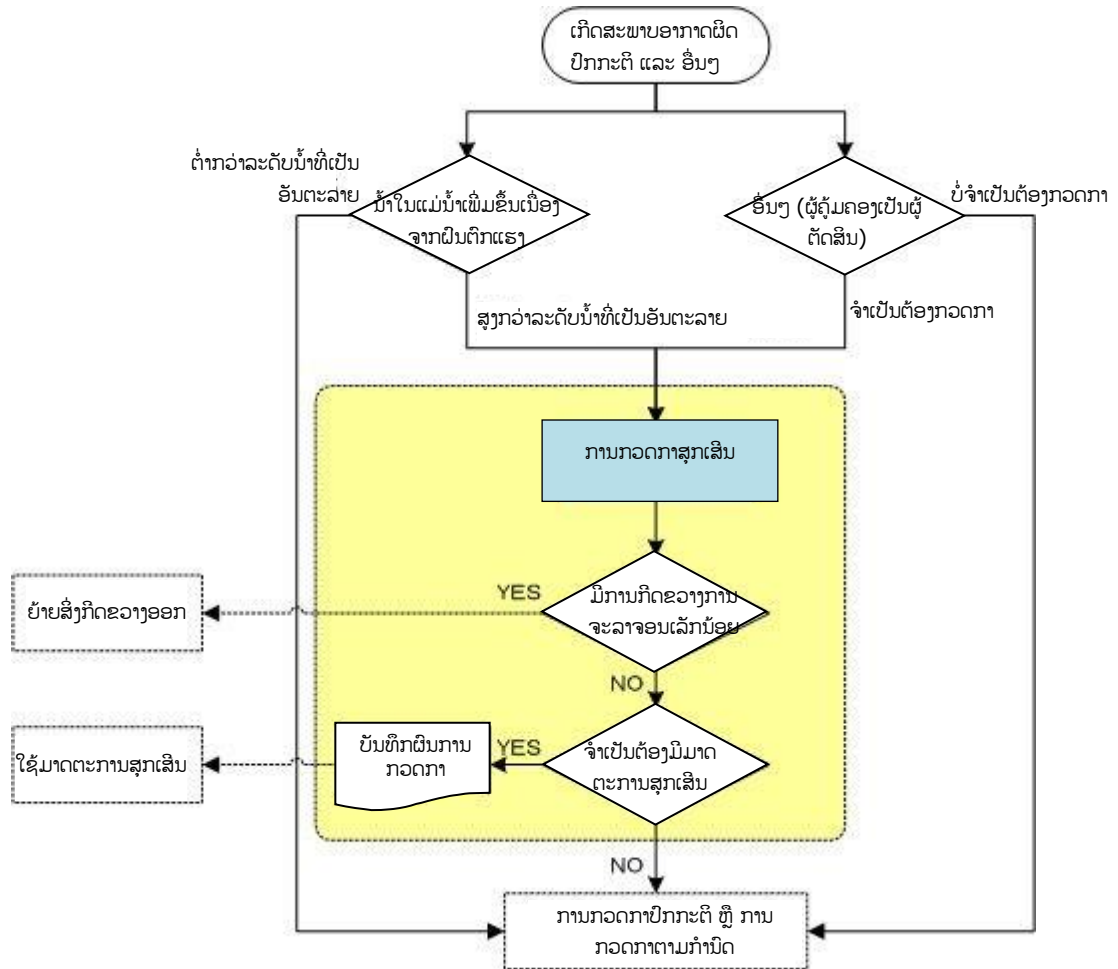 ເກີດສະພາບອາກາດຜິດ
ປົກກະຕິ ແລະ ອື່ນໆ
ຕ່ຳກວ່າລະດັບນ້ຳທີ່ເປັນ
ອັນຕະລາຍ
ນ້ຳໃນແມ່ນ້ຳເພີ່ມຂຶ້ນເນື່ອງ
ຈາກຝົນຕົກແຮງ
ອື່ນໆ (ຜູ້ຄຸ້ມຄອງເປັນຜູ້
ຕັດສິນ)
ບໍ່ຈຳເປັນຕ້ອງກວດກາ
ສູງກວ່າລະດັບນ້ຳທີ່ເປັນອັນຕະລາຍ
ຈຳເປັນຕ້ອງກວດກາ
ການກວດກາສຸກເສີນ
ມີການກີດຂວາງການ
ຈະລາຈອນເລັກນ້ອຍ
YES
ຍ້າຍສິ່ງກີດຂວາງອອກ
NO
ຈຳເປັນຕ້ອງມີມາດ
ຕະການສຸກເສີນ
YES
ບັນທຶກຜົນການ
ກວດກາ
ໃຊ້ມາດຕະການສຸກເສີນ
NO
ການກວດກາປົກກະຕິ ຫຼື ການ
ກວດກາຕາມກຳນົດ